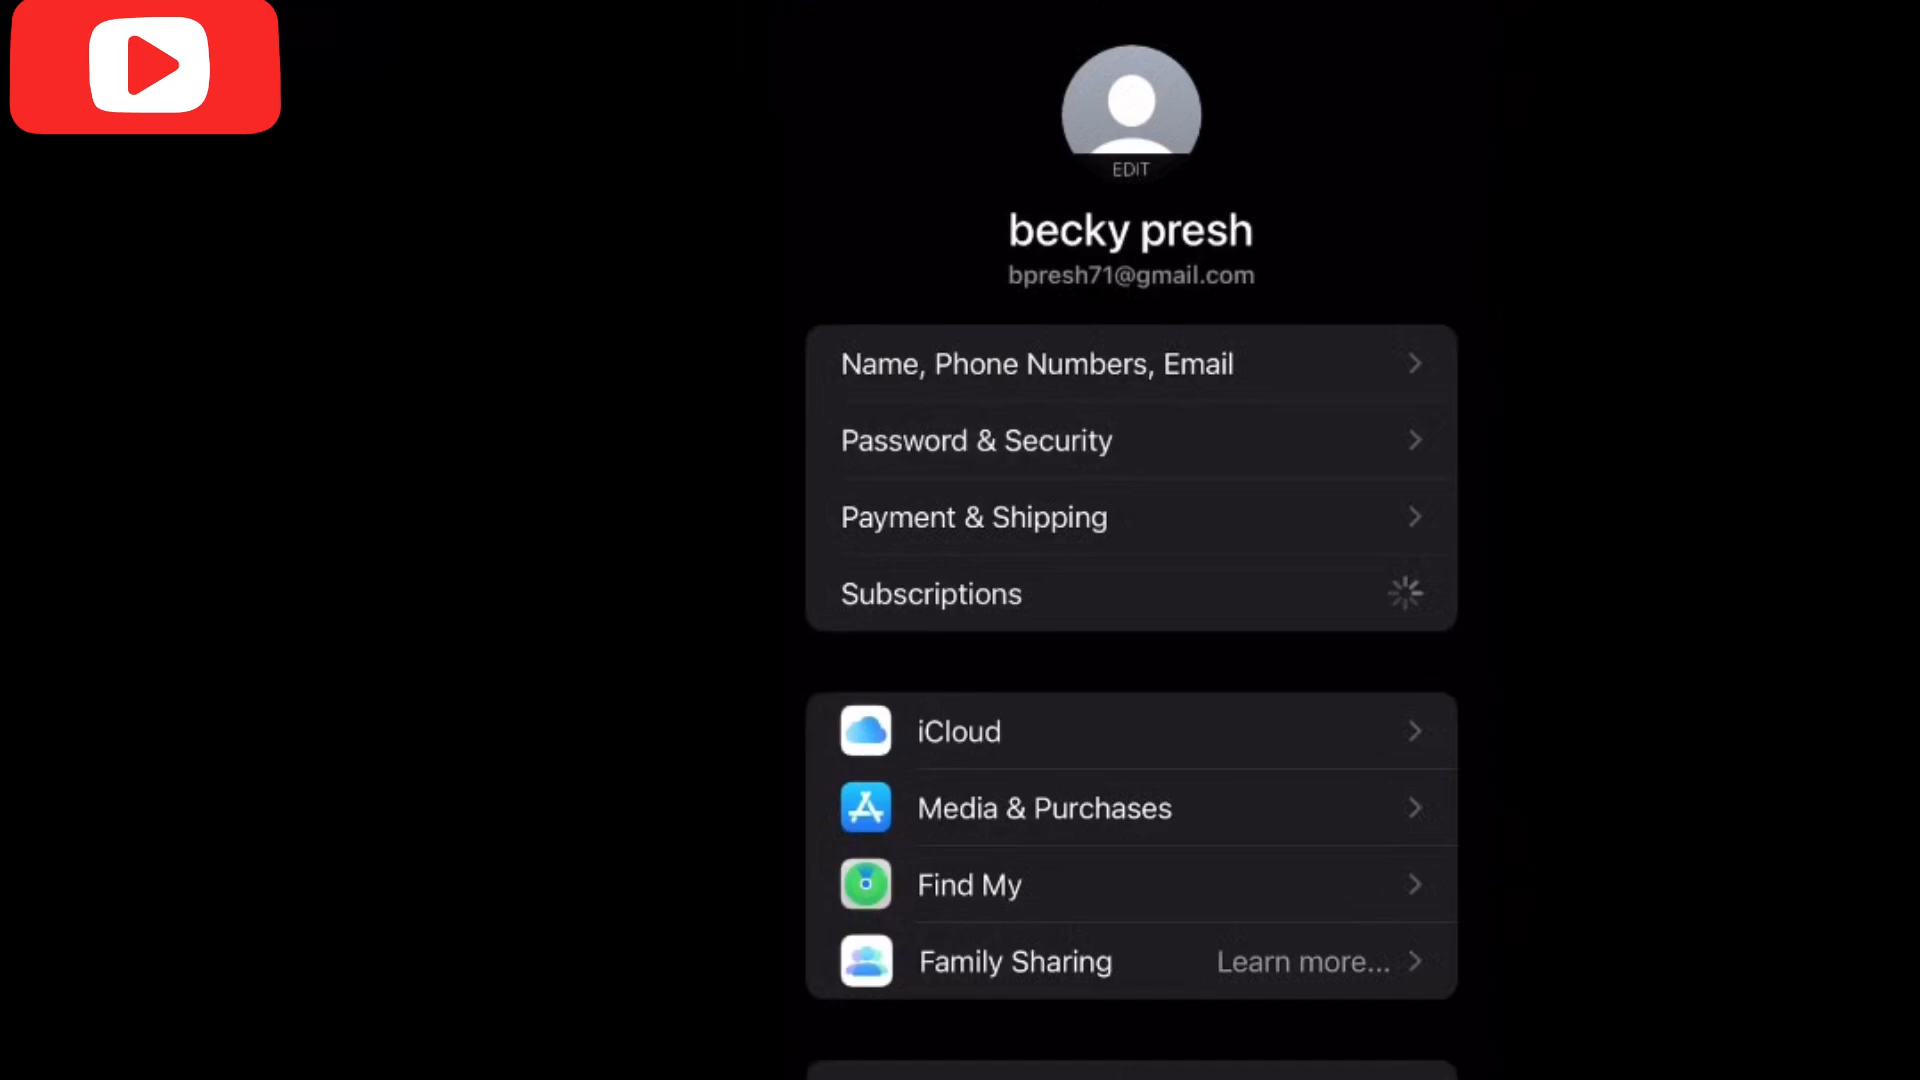 EDIT
becky presh
bpresh71@gmail.com
Name, Phone Numbers, Email
Password & Security
Payment & Shipping
Subscriptions
iCloud
Media & Purchases
Find My
Family Sharing Learn more...